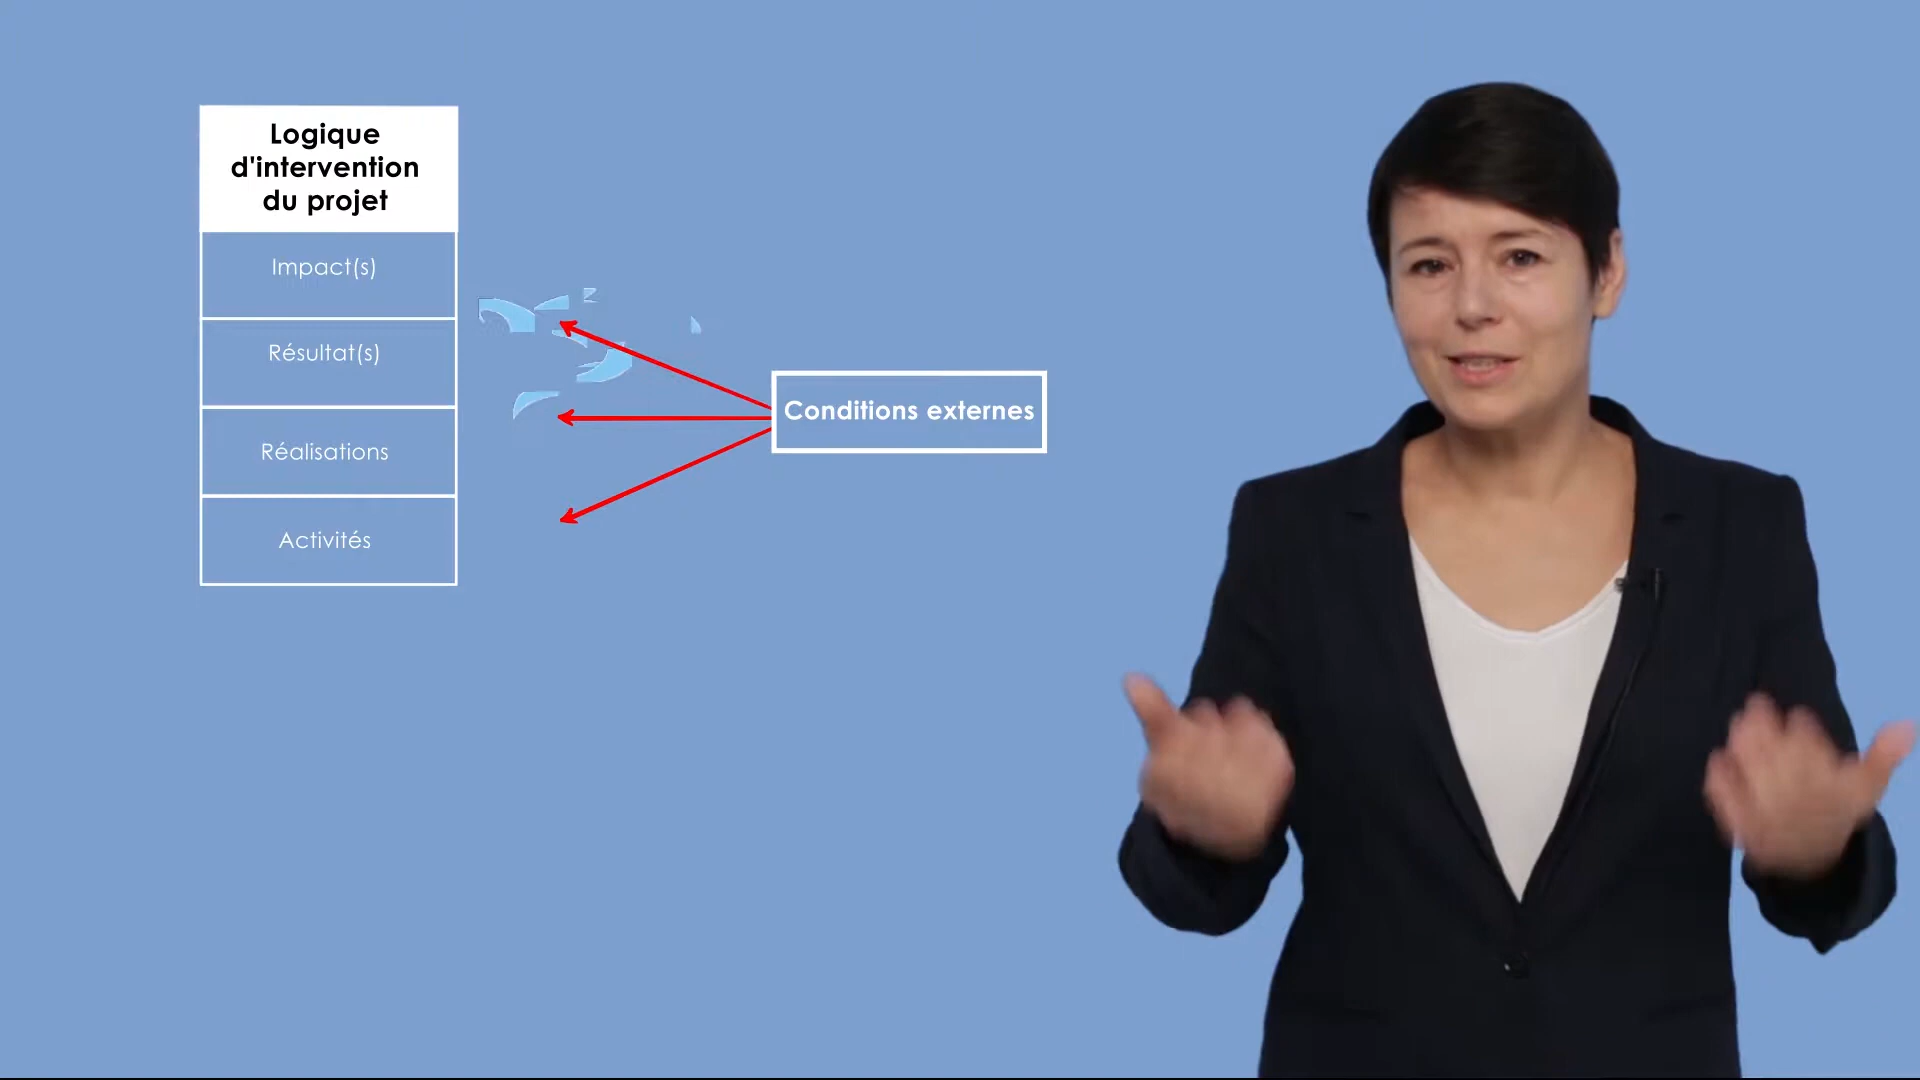 Logique
d'intervention
du projet
Impact(s)
Résultat(s)
Réalisations
Activités
Conditions externes